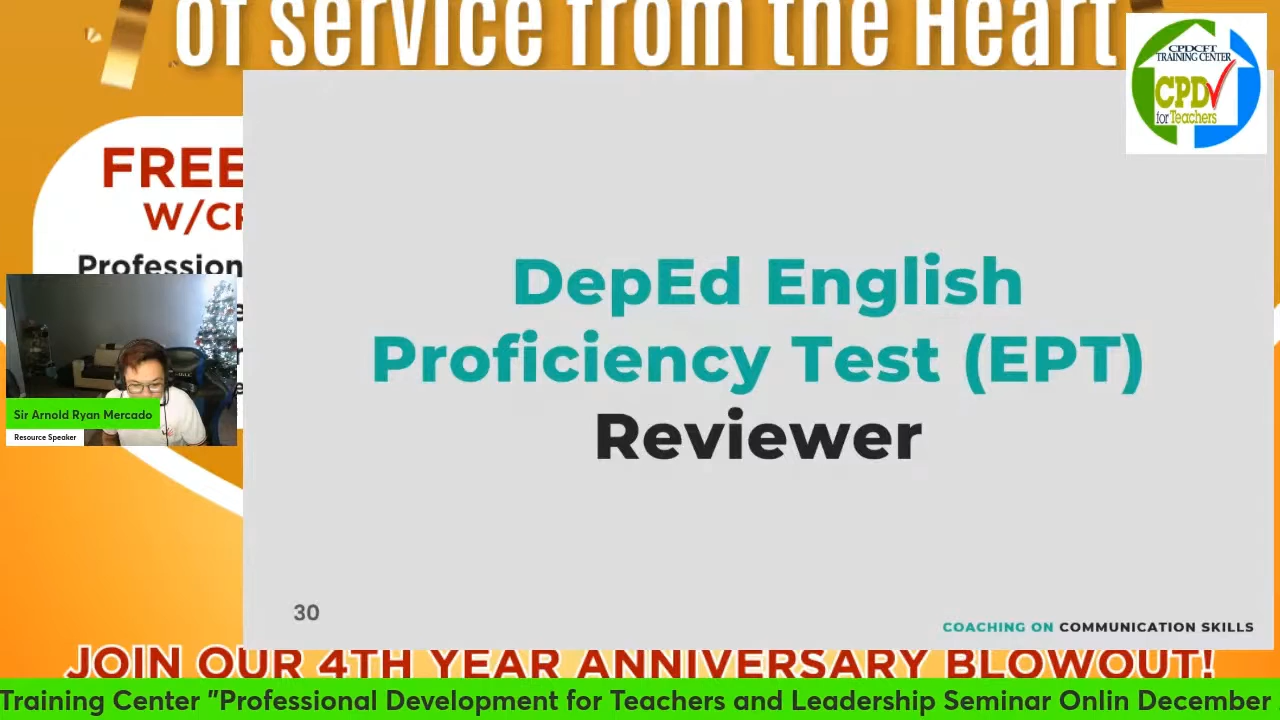 of service from the Heart
CPDCFT
TRAINING CENTER
CPD
for Teachers
FREE
W/CP
Profession
DepEd English
Proficiency Test (EPT)
Reviewer
Sir Arnold Ryan Mercado
Resource Speaker
30
COACHING ON COMMUNICATION SKILLS
JOIN OUR 4TH YEAR ANNIVERSARY BLOWOUT!
Training Center "Professional Development for Teachers and Leadership Seminar Onlin December